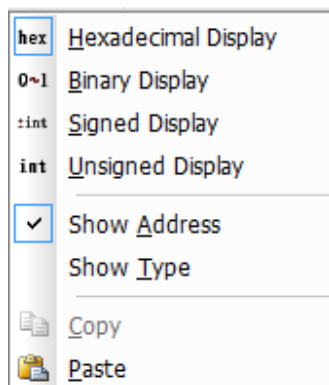 hex Hexadecimal Display
0~1 Binary Display
±int Signed Display
int Unsigned Display
Show Address
Show Type
Copy
Paste